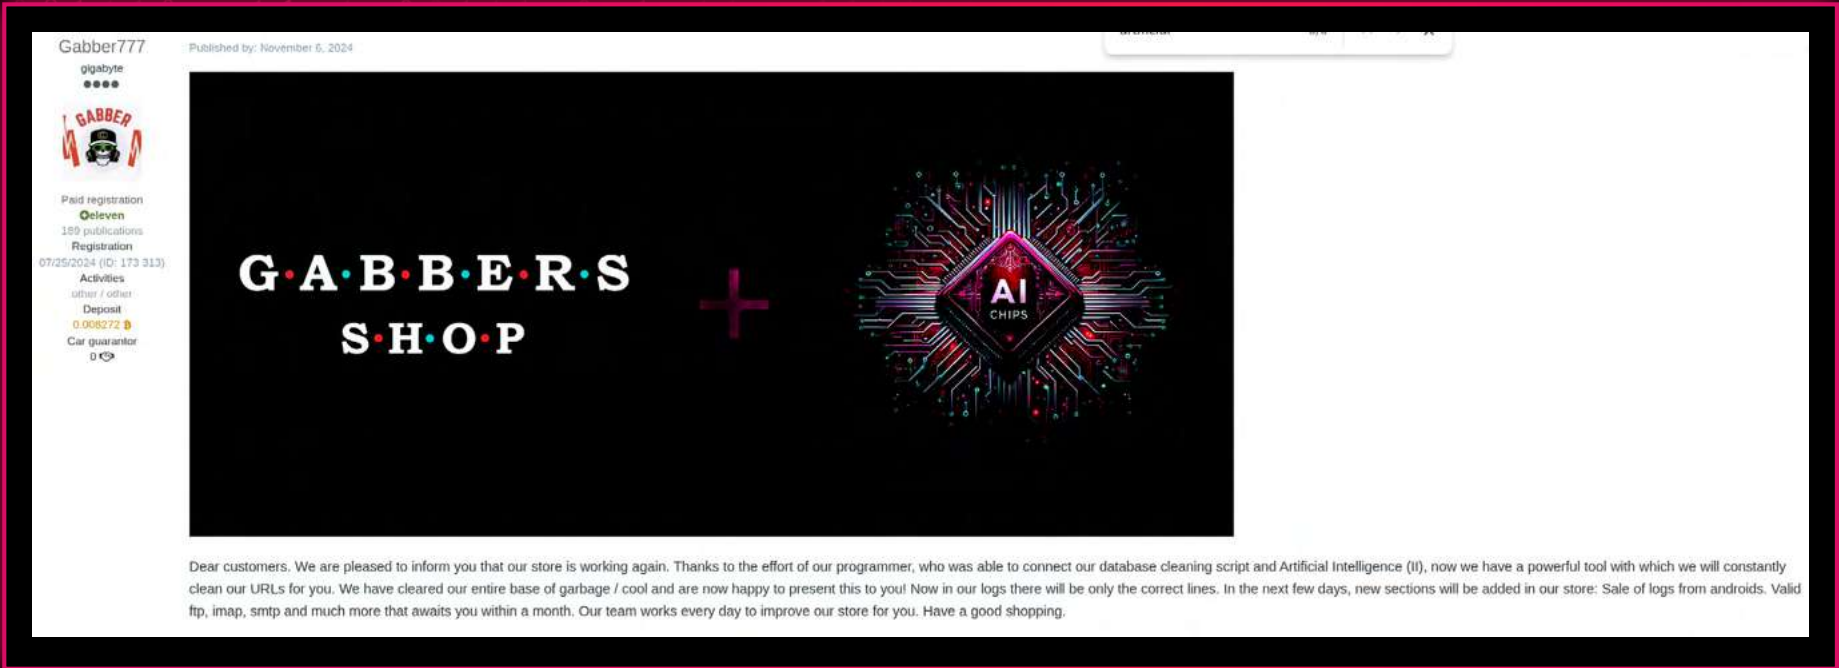 Gabber777
gigabyte
GABBER
Paid registration
eleven
189 publications
Registration
07/25/2024 (ID: 173 313)
Activities
other / other
Deposit
0.008272
Car guarantor
0
Published by: November 6, 2024
G·A·B·B·E·R·S
S·H·O·P
AI
CHIPS
Dear customers. We are pleased to inform you that our store is working again. Thanks to the effort of our programmer, who was able to connect our database cleaning script and Artificial Intelligence (II), now we have a powerful tool with which we will constantly
clean our URLs for you. We have cleared our entire base of garbage / cool and are now happy to present this to you! Now in our logs there will be only the correct lines. In the next few days, new sections will be added in our store: Sale of logs from androids. Valid
ftp, imap, smtp and much more that awaits you within a month. Our team works every day to improve our store for you. Have a good shopping.